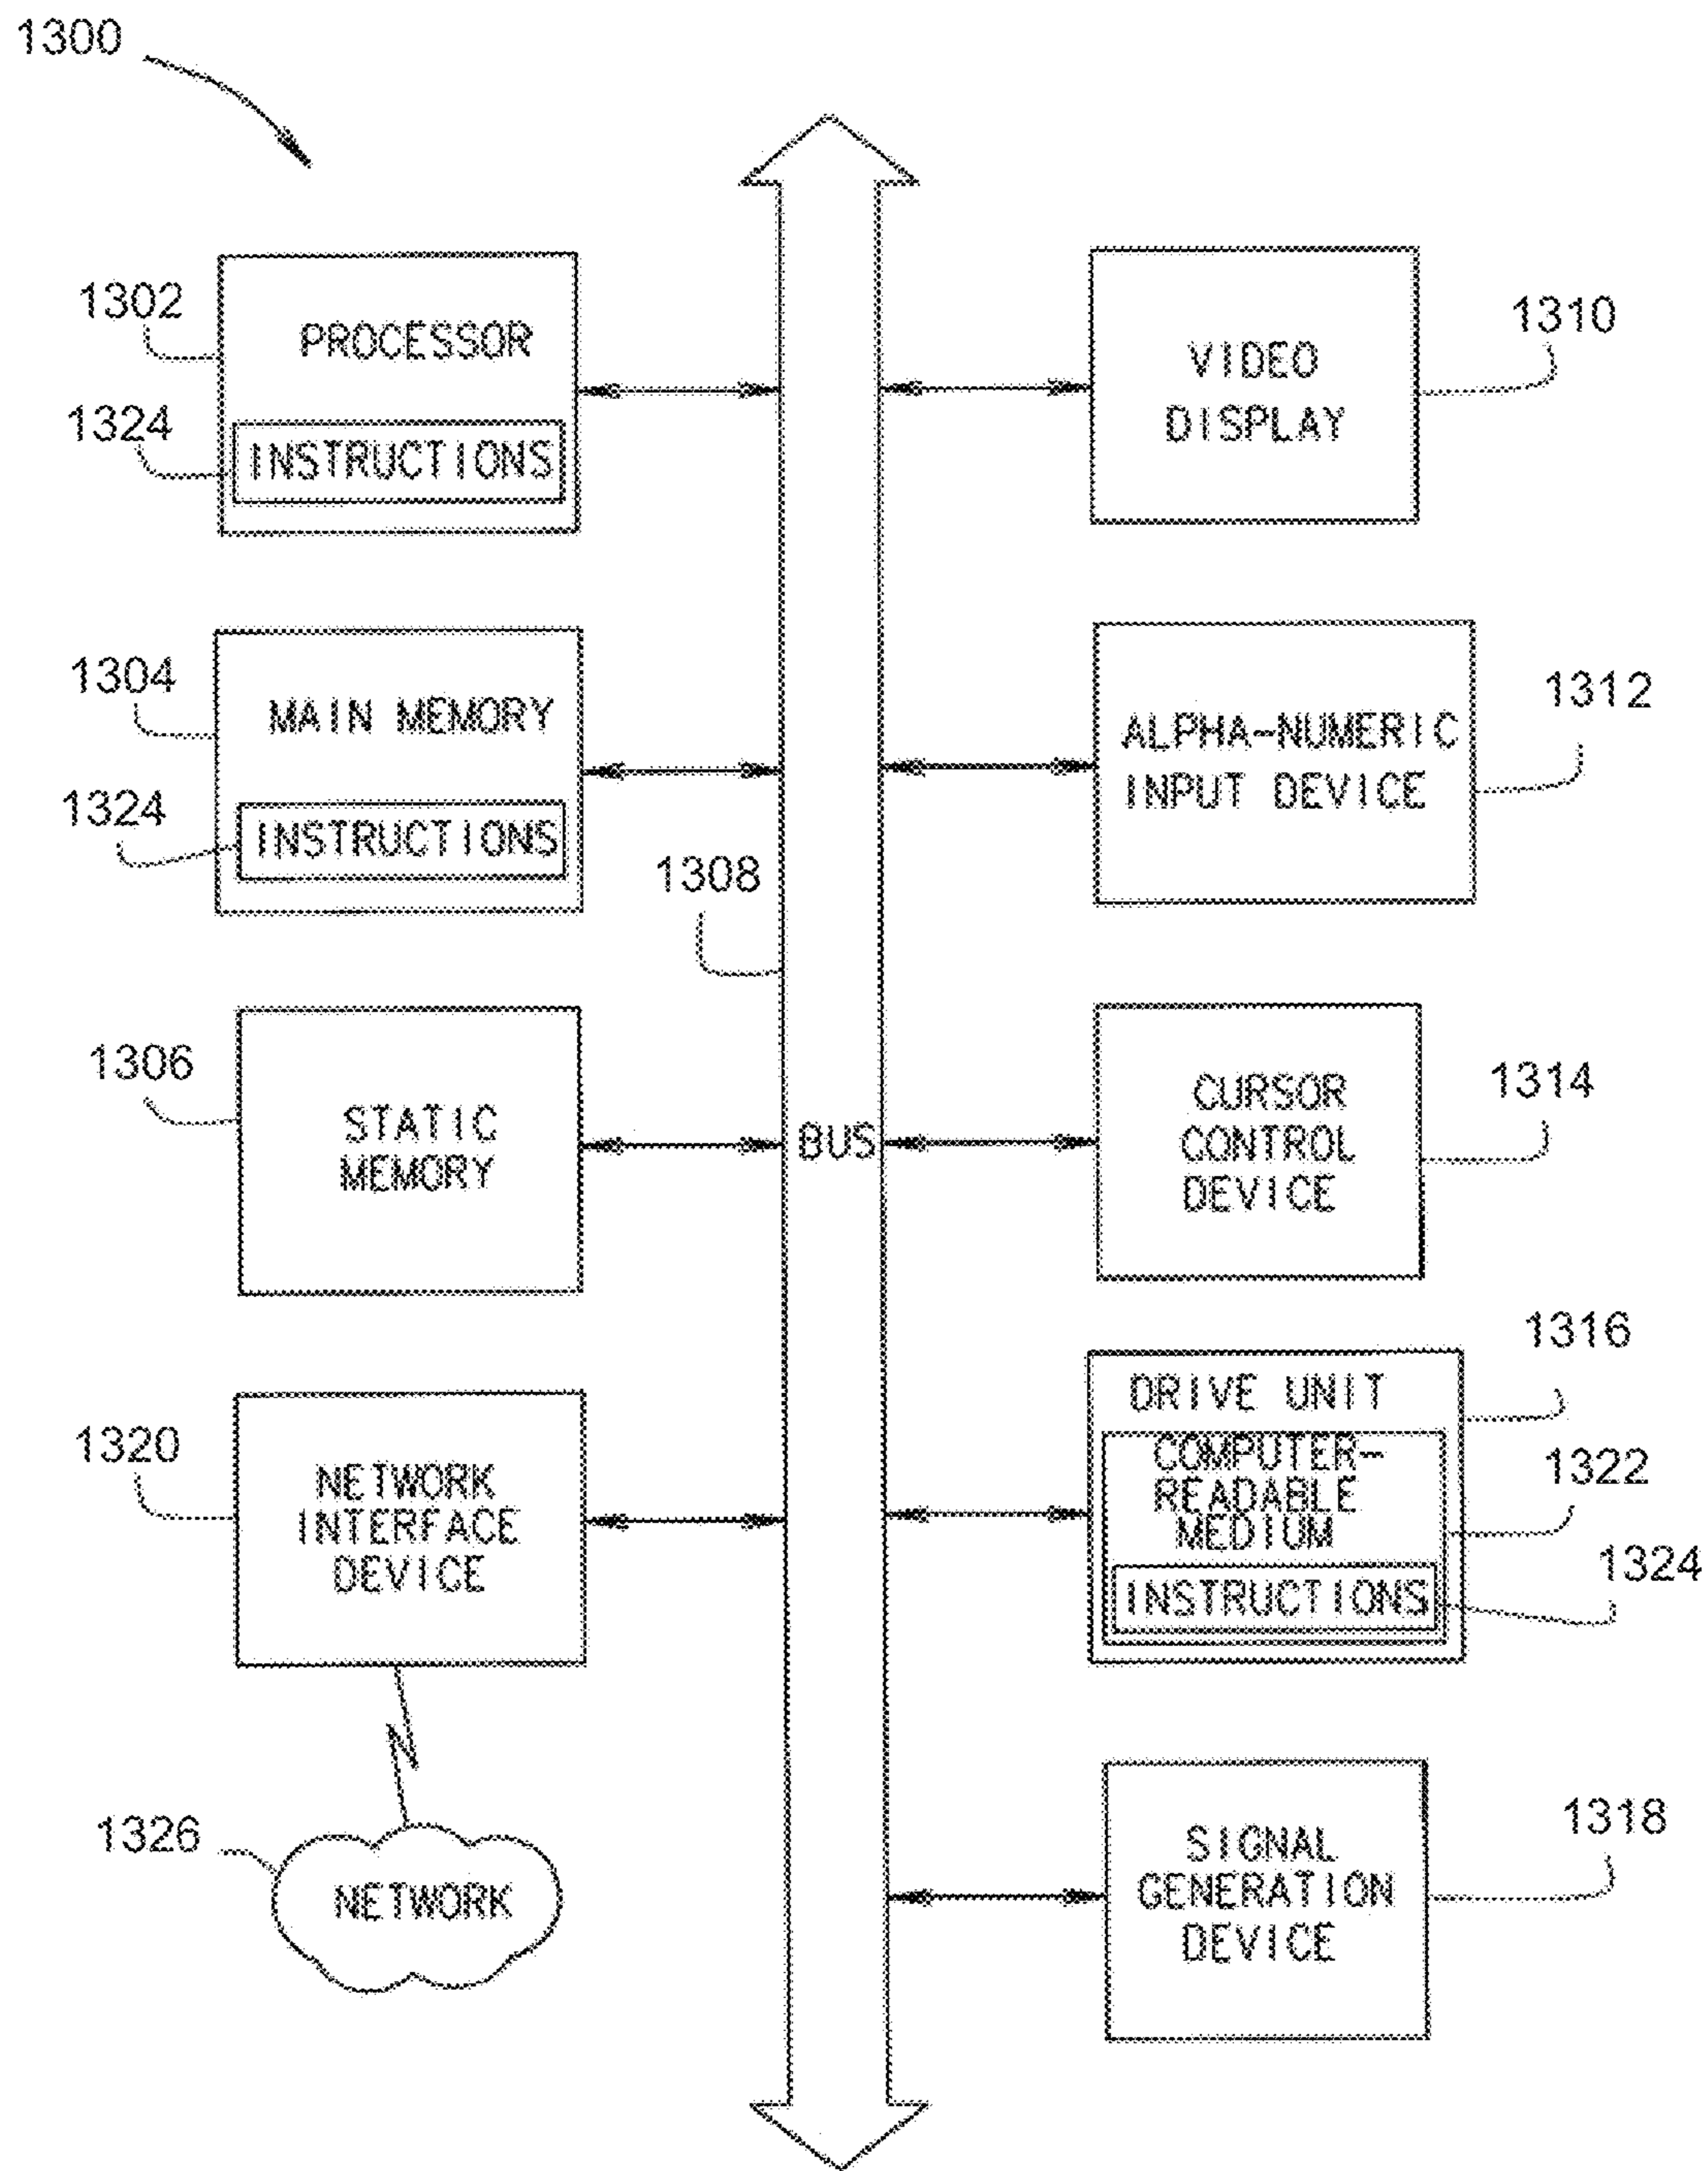 1300
1302
PROCESSOR
1324
INSTRUCTIONS
1304
MAIN MEMORY
1324
INSTRUCTIONS
1308
1306
STATIC
MEMORY
BUS
1320
NETWORK
INTERFACE
DEVICE
1326
NETWORK
VIDEO
DISPLAY
1310
ALPHA-NUMERIC
INPUT DEVICE
1312
CURSOR
CONTROL
DEVICE
1314
1316
DRIVE UNIT
COMPUTER-
READABLE
MEDIUM
1322
INSTRUCTIONS
1324
SIGNAL
GENERATION
DEVICE
1318